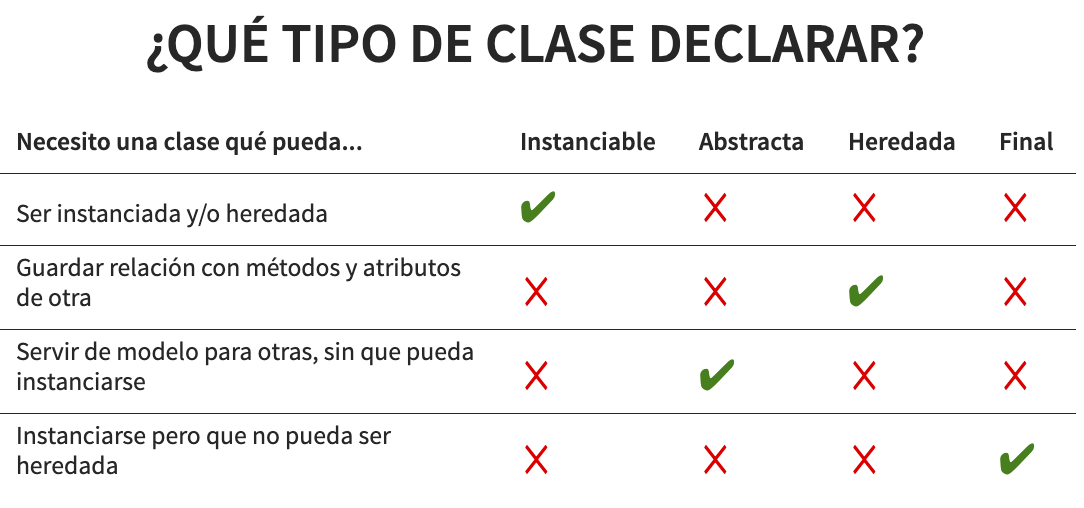 ¿QUÉ TIPO DE CLASE DECLARAR?
Necesito una clase qué pueda... Instanciable Abstracta Heredada Final
Ser instanciada y/o heredada ✔ ✗ ✗ ✗
Guardar relación con métodos y atributos
de otra ✗ ✗ ✔ ✗
Servir de modelo para otras, sin que pueda
instanciarse ✗ ✔ ✗ ✗
Instanciarse pero que no pueda ser
heredada ✗ ✗ ✗ ✔